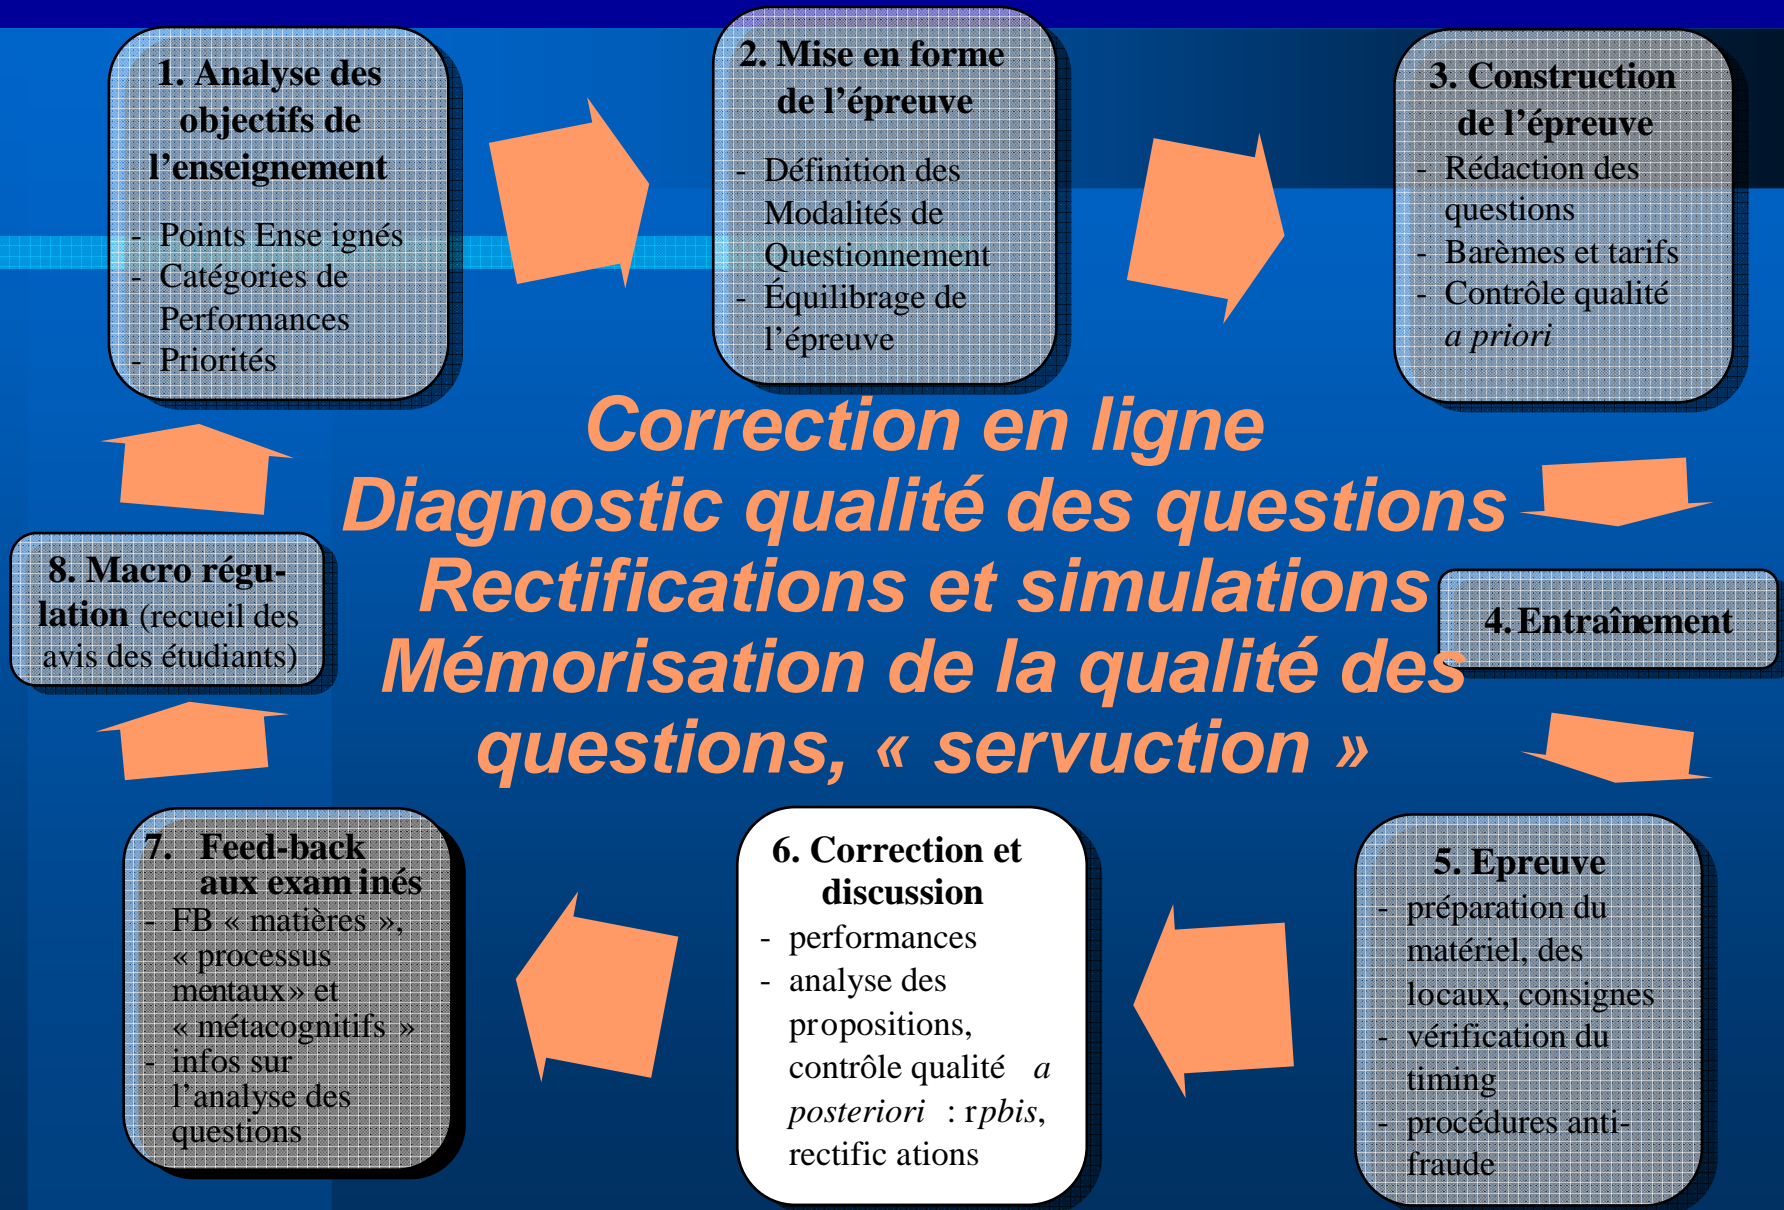 1. Analyse des
objectifs de
l’enseignement
- Points Ense ignés
- Catégories de
Performances
- Priorités
2. Mise en forme
de l’épreuve
- Définition des
Modalités de
Questionnement
- Équilibrage de
l’épreuve
3. Construction
de l’épreuve
- Rédaction des
questions
- Barèmes et tarifs
- Contrôle qualité
a priori
Correction en ligne
Diagnostic qualité des questions
Rectifications et simulations
Mémorisation de la qualité des
questions, « servuction »
4. Entraînement
5. Epreuve
- préparation du
matériel, des
locaux, consignes
- vérification du
timing
- procédures anti-
fraude
6. Correction et
discussion
- performances
- analyse des
propositions,
contrôle qualité a
posteriori : rpbis,
rectific ations
7. Feed-back
aux exam inés
- FB « matières »,
« processus
mentaux» et
« métacognitifs »
- infos sur
l’analyse des
questions
8. Macro régu-
lation (recueil des
avis des étudiants)